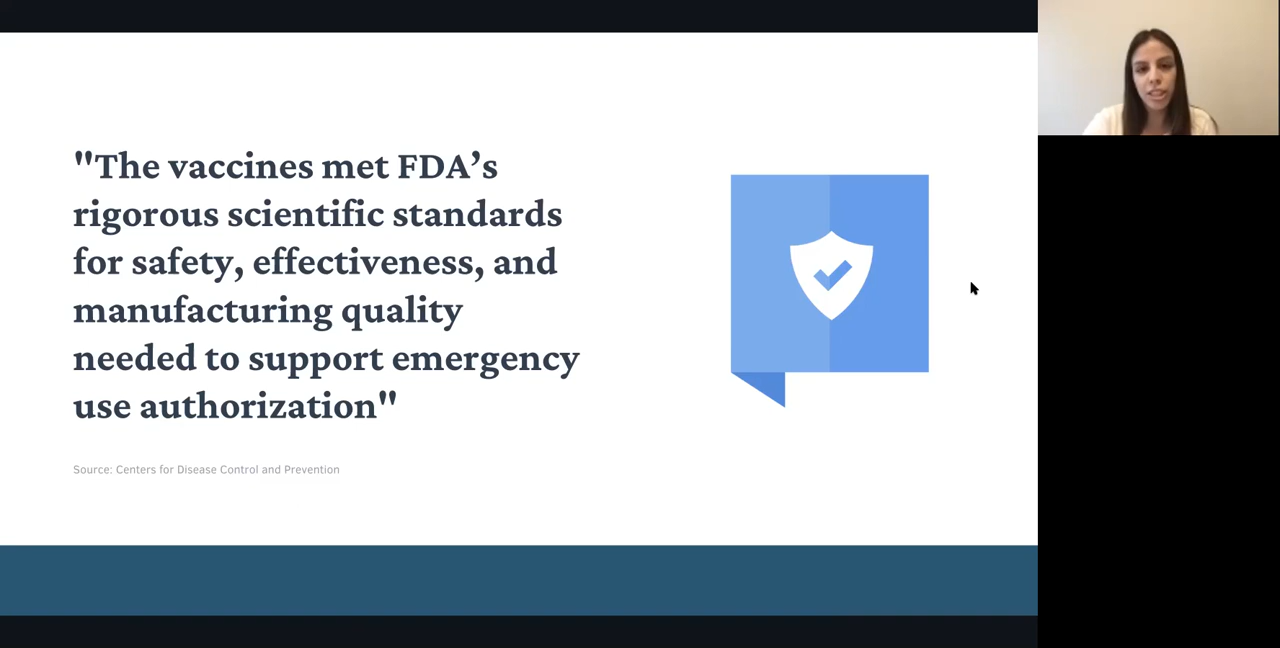 "The vaccines met FDA’s
rigorous scientific standards
for safety, effectiveness, and
manufacturing quality
needed to support emergency
use authorization"
Source: Centers for Disease Control and Prevention